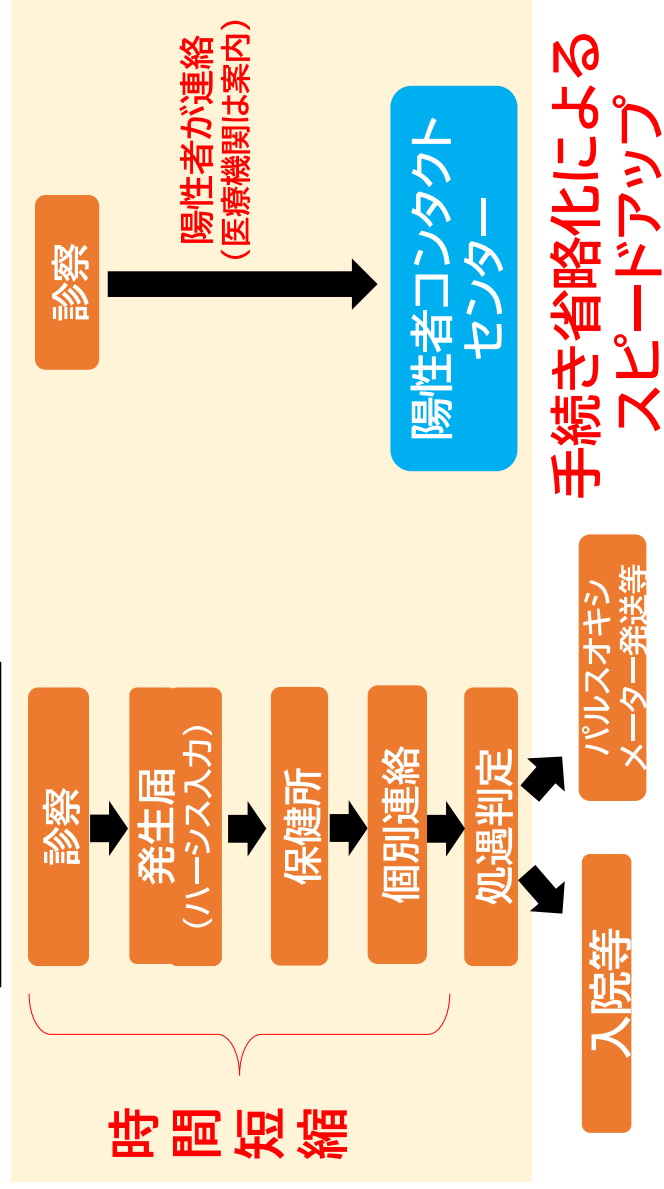 時間短縮
診察
発生届
（ハーシス入力）
保健所
個別連絡
処遇判定
入院等
パルスオキシ
メーター発送等
診察
陽性者が連絡
（医療機関は案内）
陽性者コンタクト
センター
手続き省略化による
スピードアップ